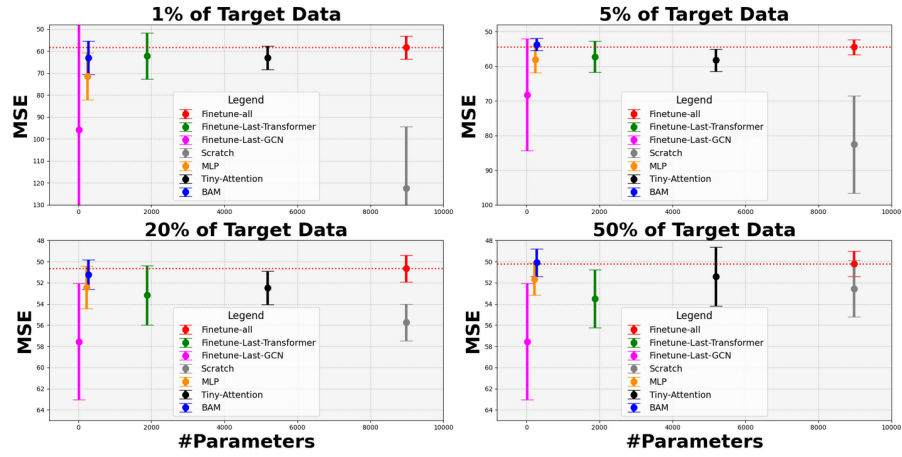 1% of Target Data
MSE
50
60
70
80
90
100
110
120
130
0
2000
4000
6000
8000
10000
Legend
Finetune-all
Finetune-Last-Transformer
Finetune-Last-GCN
Scratch
MLP
Tiny-Attention
BAM
5% of Target Data
MSE
50
60
70
80
90
100
0
2000
4000
6000
8000
10000
Legend
Finetune-all
Finetune-Last-Transformer
Finetune-Last-GCN
Scratch
MLP
Tiny-Attention
BAM
20% of Target Data
MSE
48
50
52
54
56
58
60
62
64
0
2000
4000
6000
8000
10000
#Parameters
Legend
Finetune-all
Finetune-Last-Transformer
Finetune-Last-GCN
Scratch
MLP
Tiny-Attention
BAM
50% of Target Data
MSE
48
50
52
54
56
58
60
62
64
0
2000
4000
6000
8000
10000
#Parameters
Legend
Finetune-all
Finetune-Last-Transformer
Finetune-Last-GCN
Scratch
MLP
Tiny-Attention
BAM